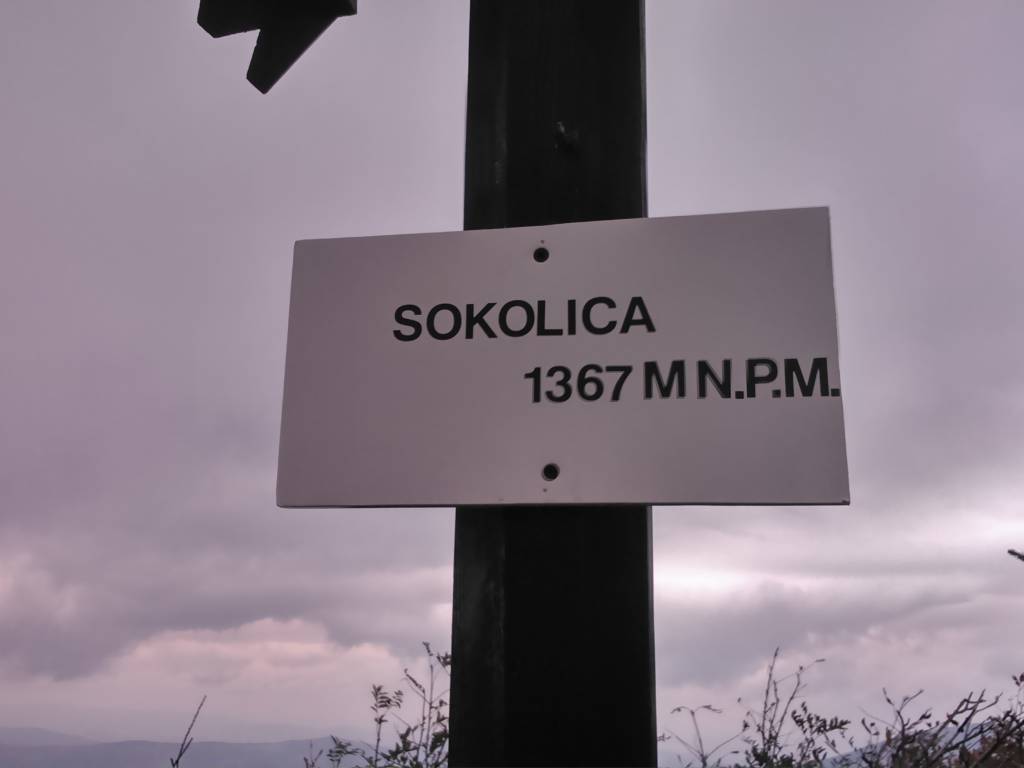 SOKOLICA
1367 M N.P.M.